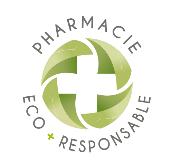 PHARMACIE
ECO + RESPONSABLE